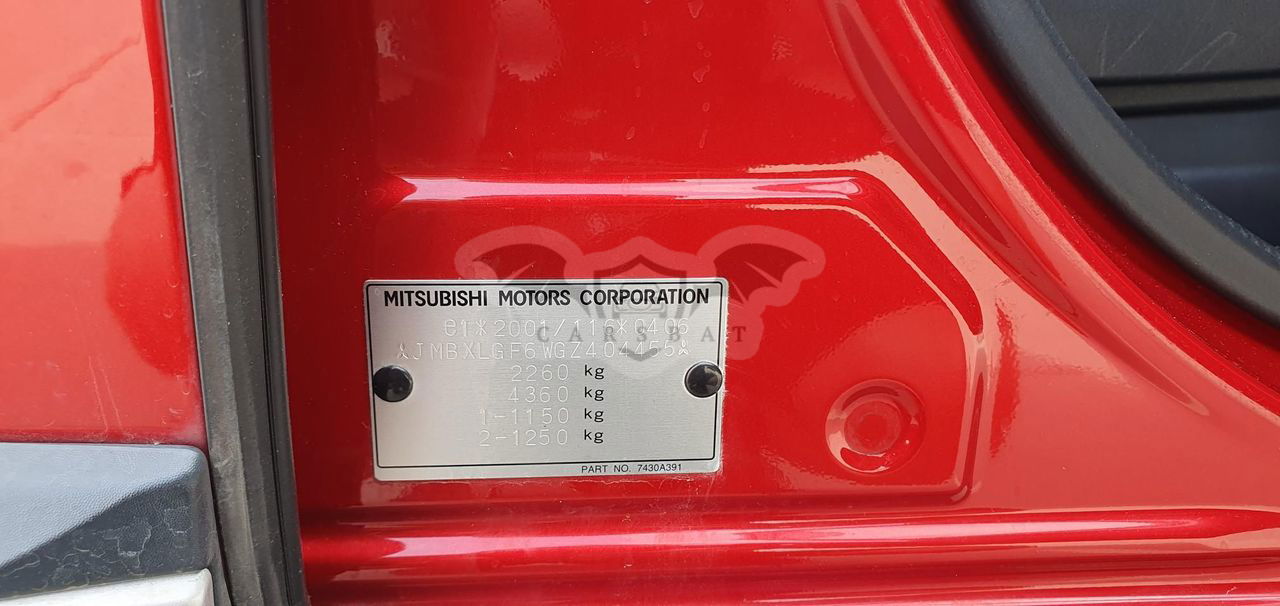 MITSUBISHI MOTORS CORPORATION
e1*2001/116*0406
*JMBXLGF6WGZ404455*
2260 kg
4360 kg
1-1150 kg
2-1250 kg
PART NO. 7430A391
CARSBAT